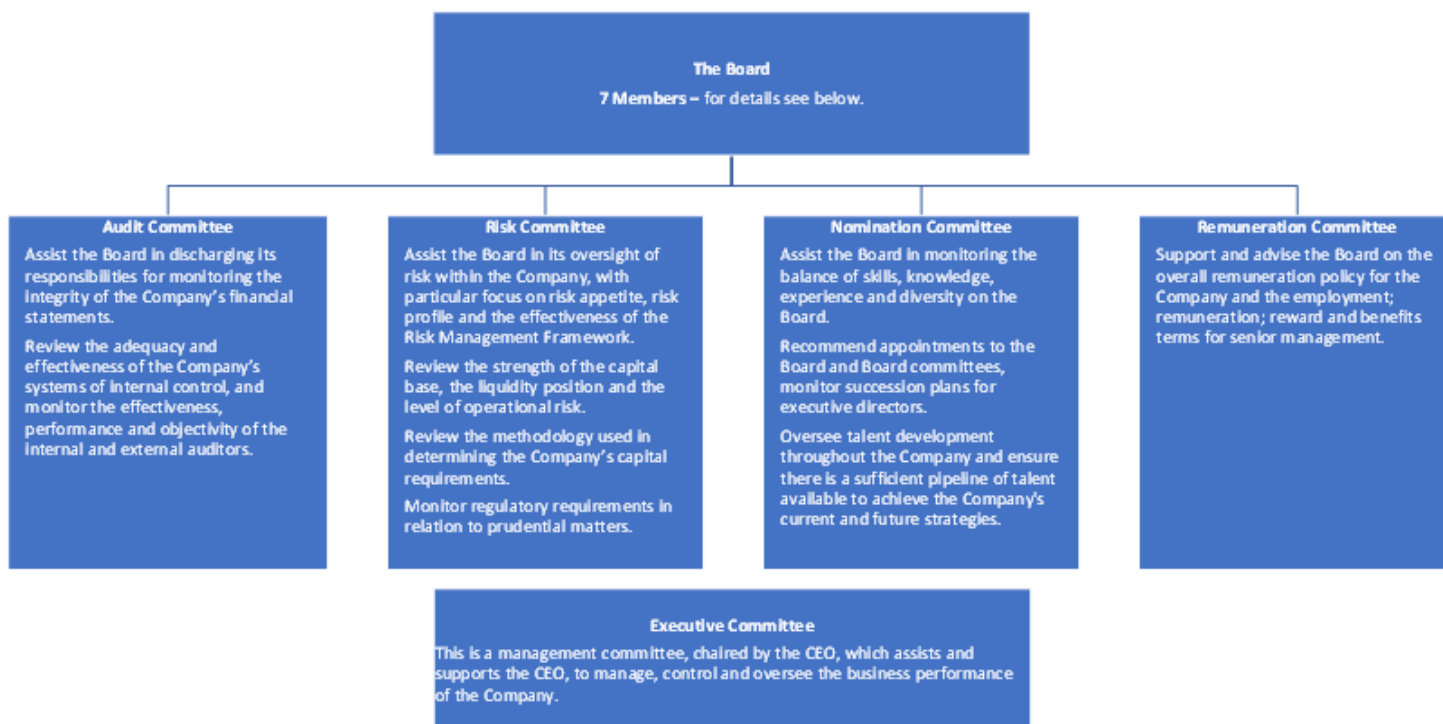 The Board
7 Members – for details see below.
Audit Committee
Assist the Board in discharging its
responsibilities for monitoring the
integrity of the Company's financial
statements.
Review the adequacy and
effectiveness of the Company's
systems of internal control, and
monitor the effectiveness,
performance and objectivity of the
internal and external auditors.
Risk Committee
Assist the Board in its oversight of
risk within the Company, with
particular focus on risk appetite, risk
profile and the effectiveness of the
Risk Management Framework.
Review the strength of the capital
base, the liquidity position and the
level of operational risk.
Review the methodology used in
determining the Company's capital
requirements.
Monitor regulatory requirements in
relation to prudential matters.
Nomination Committee
Assist the Board in monitoring the
balance of skills, knowledge,
experience and diversity on the
Board.
Recommend appointments to the
Board and Board committees,
monitor succession plans for
executive directors.
Oversee talent development
throughout the Company and ensure
there is a sufficient pipeline of talent
available to achieve the Company's
current and future strategies.
Remuneration Committee
Support and advise the Board on the
overall remuneration policy for the
Company and the employment;
remuneration; reward and benefits
terms for senior management.
Executive Committee
This is a management committee, chaired by the CEO, which assists and
supports the CEO, to manage, control and oversee the business performance
of the Company.